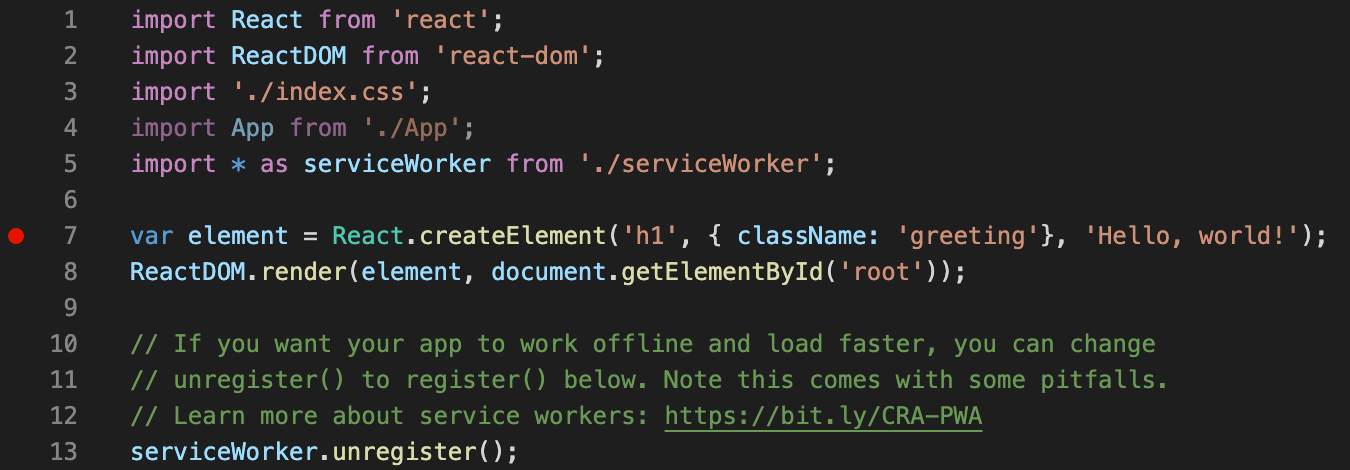 1 import React from 'react';
2 import ReactDOM from 'react-dom';
3 import './index.css';
4 import App from './App';
5 import * as serviceWorker from './serviceWorker';
6
7 var element = React.createElement('h1', { className: 'greeting'}, 'Hello, world!');
8 ReactDOM.render(element, document.getElementById('root'));
9
10 // If you want your app to work offline and load faster, you can change
11 // unregister() to register() below. Note this comes with some pitfalls.
12 // Learn more about service workers: https://bit.ly/CRA-PWA
13 serviceWorker.unregister();